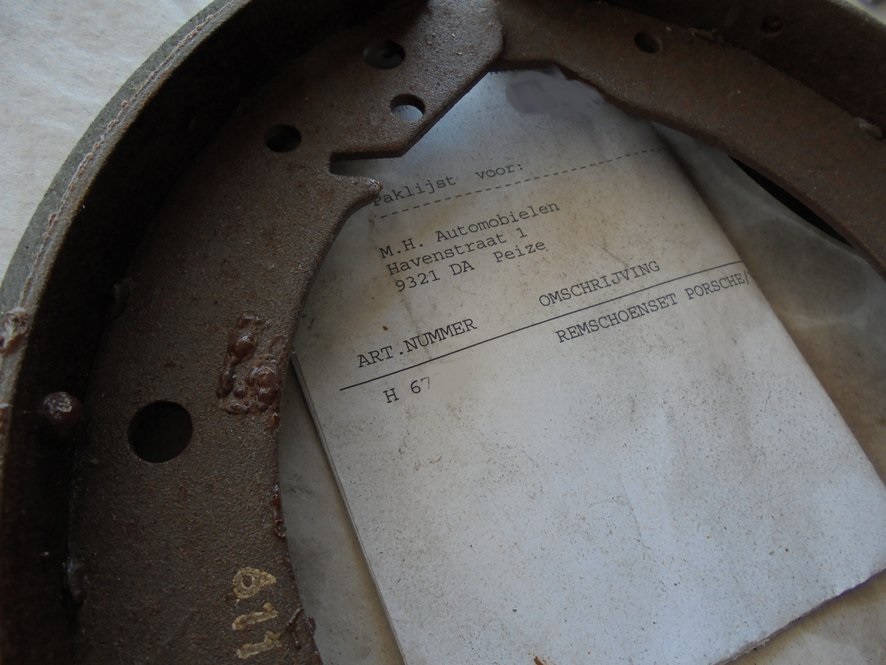 Paklijst voor:
M.H. Automobielen
Havenstraat 1
9321 DA Peize
ART.NUMMER OMSCHRIJVING
H 67 REMSCHOENSET PORSCHE/